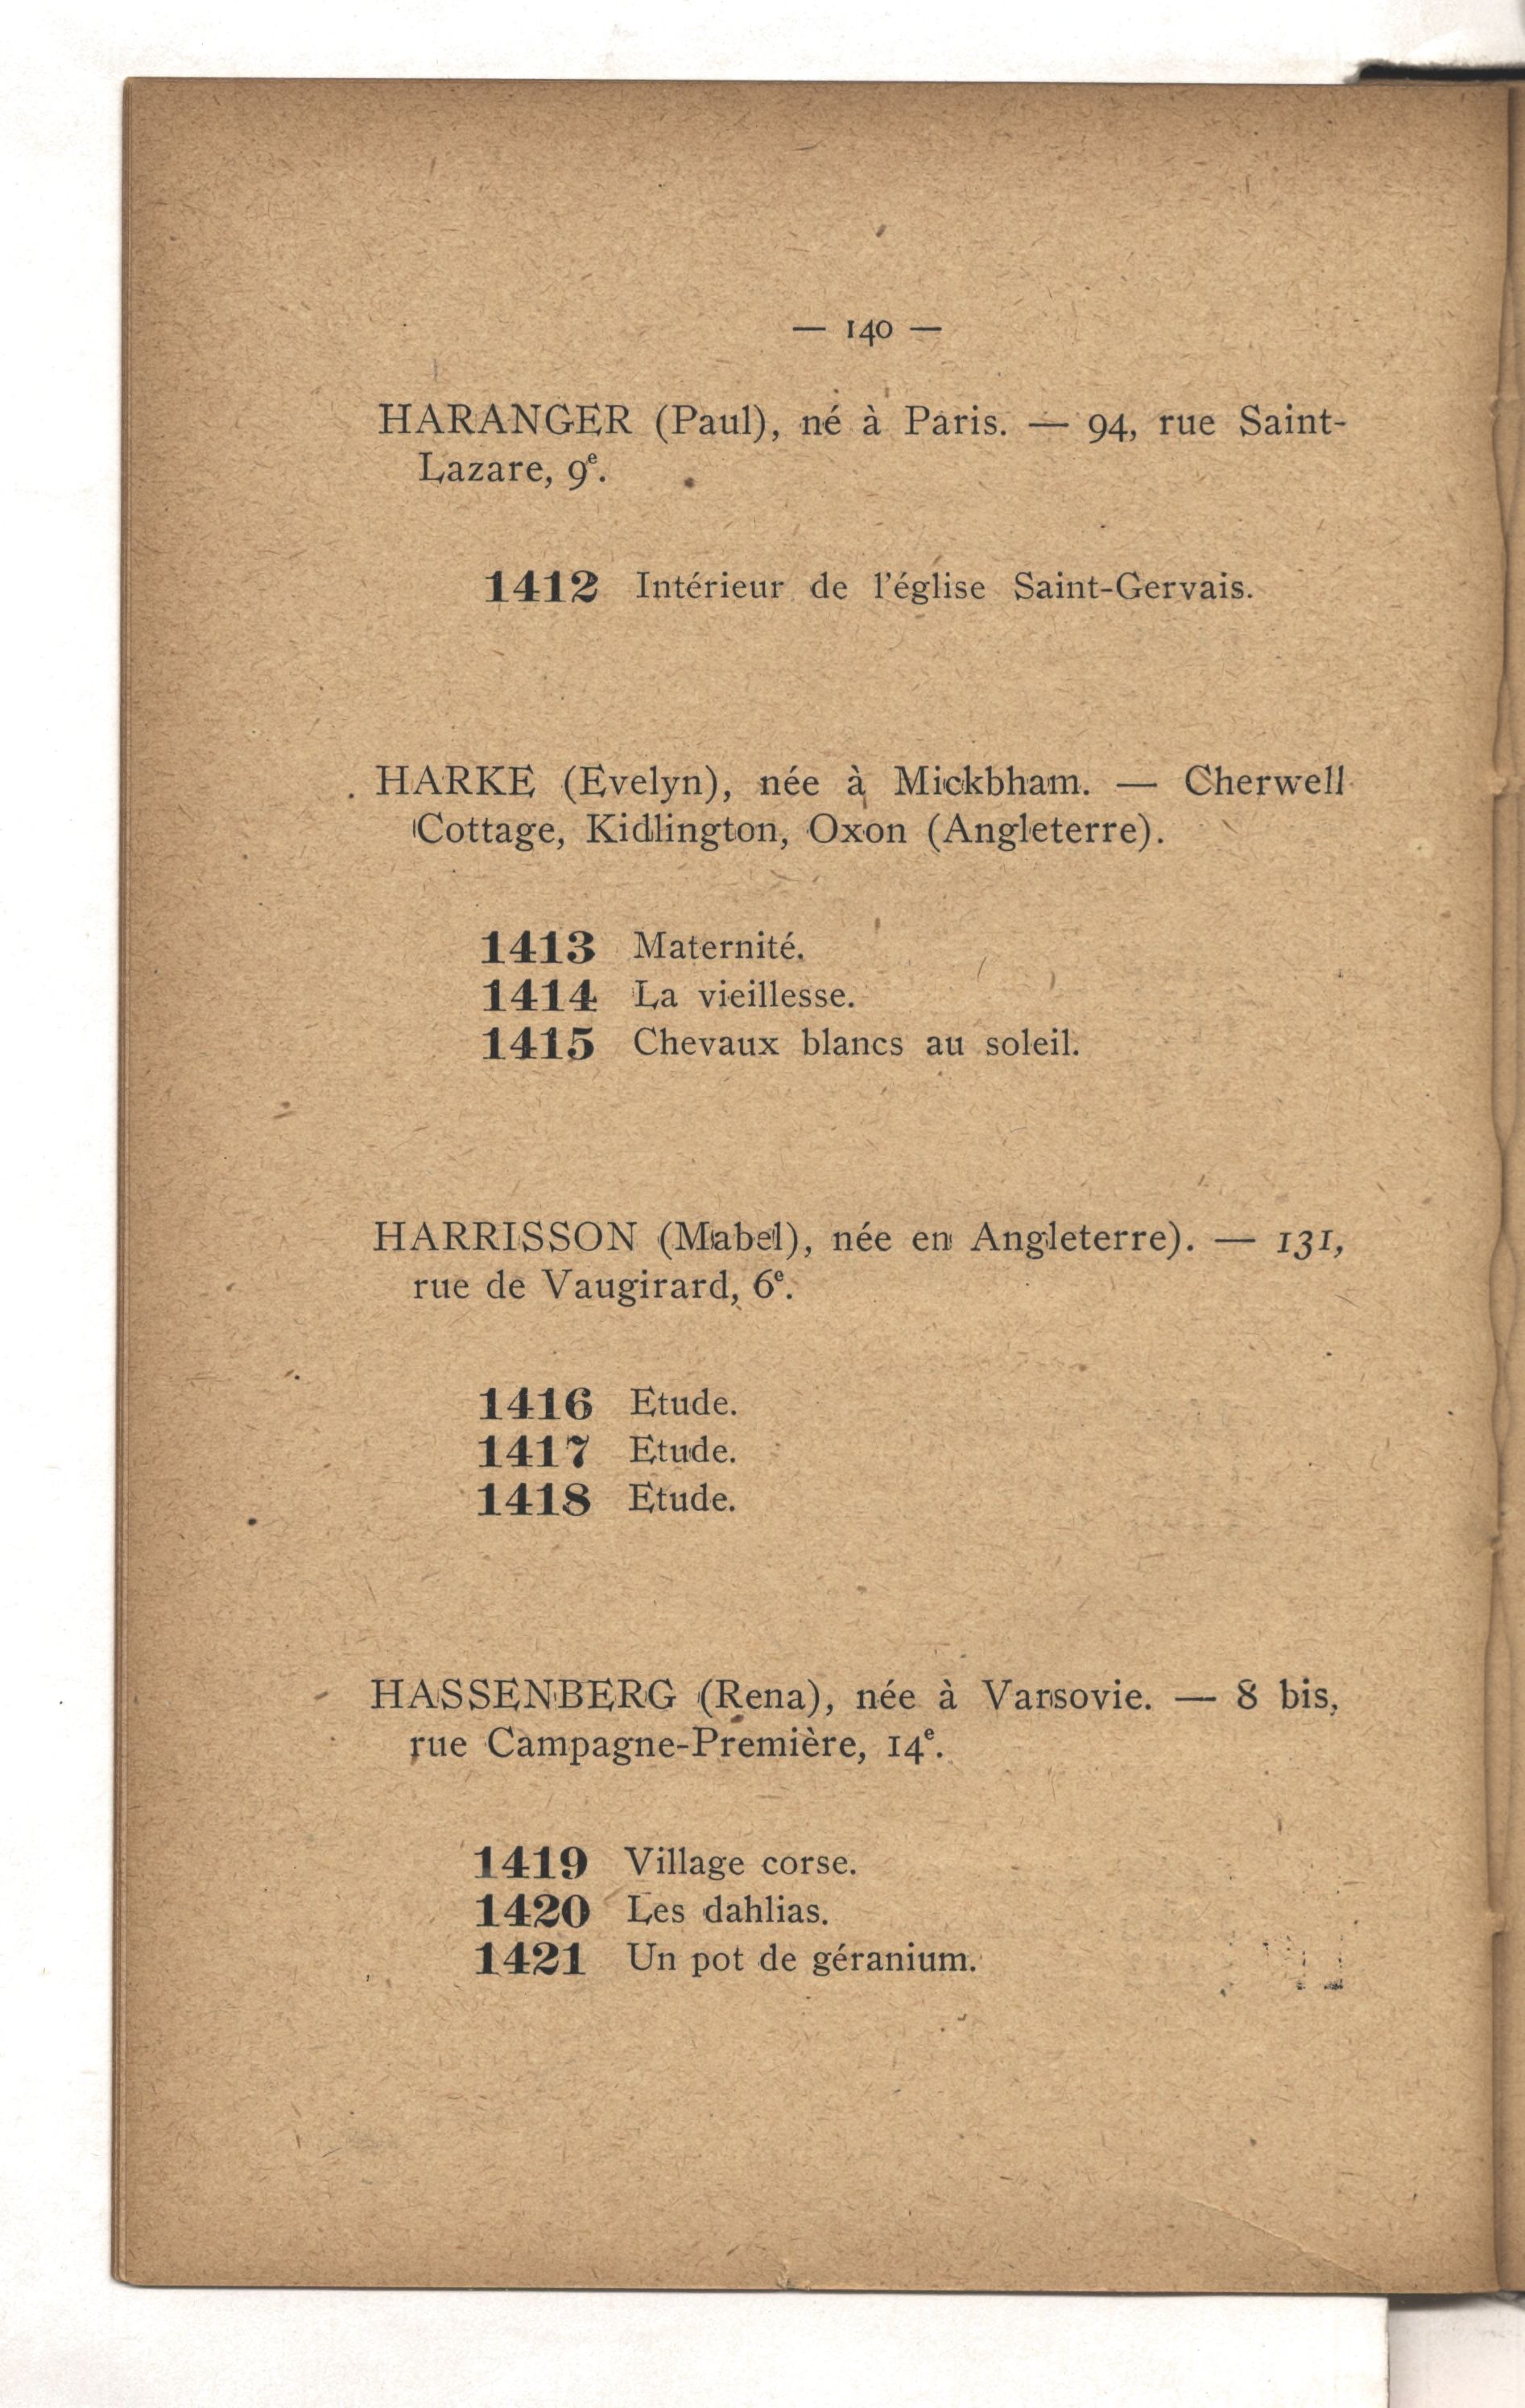 — 140 —
HARANGER (Paul), né à Paris. — 94, rue Saint-
Lazare, 9e.
1412 Intérieur de l'église Saint-Gervais.
HARKE (Evelyn), née à Mickbham. — Cherwell
Cottage, Kidlington, Oxon (Angleterre).
1413 Maternité.
1414 La vieillesse.
1415 Chevaux blancs au soleil.
HARRISSON (Mabel), née en Angleterre). — 131,
rue de Vaugirard, 6e.
1416 Etude.
1417 Etude.
1418 Etude.
HASSENBERG (Rena), née à Varsovie. — 8 bis,
rue Campagne-Première, 14e.
1419 Village corse.
1420 Les dahlias.
1421 Un pot de géranium.